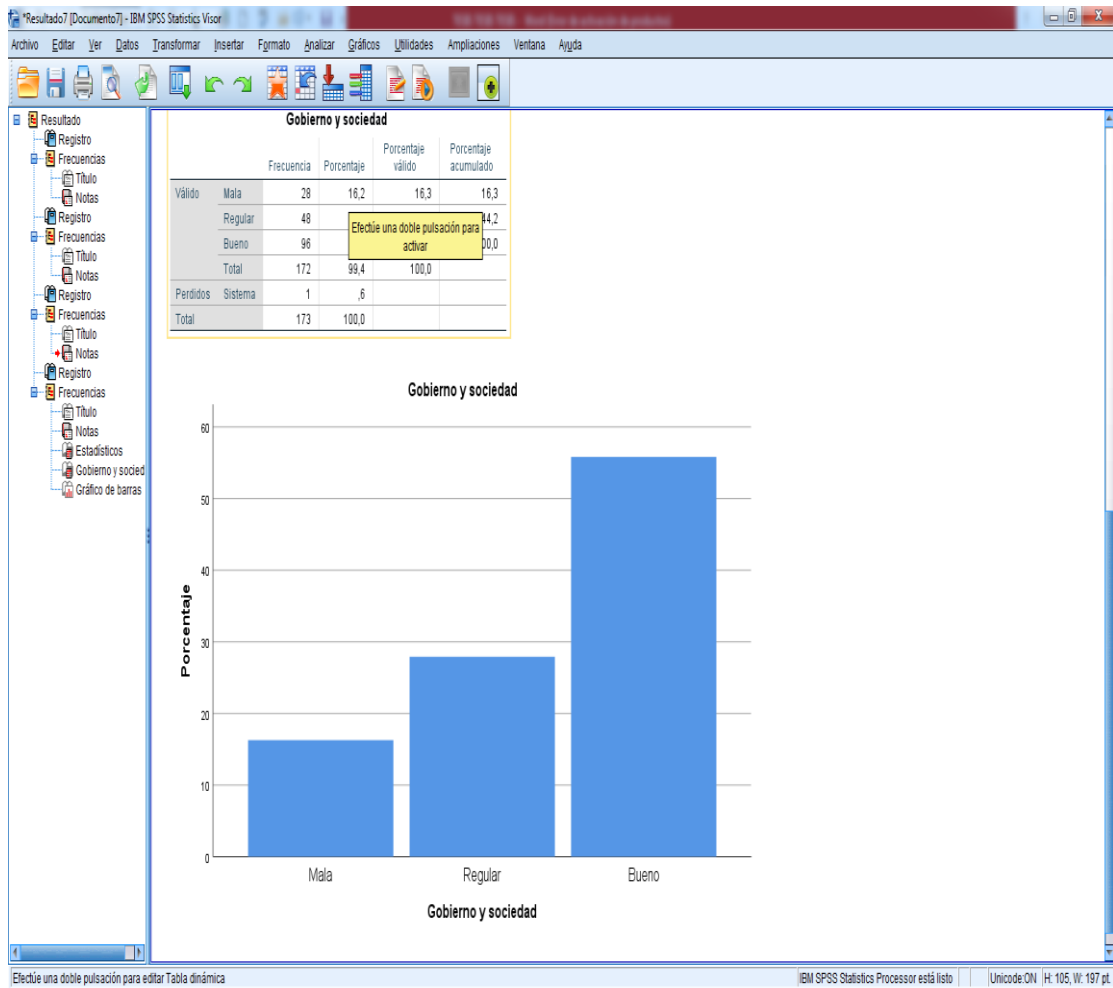 *Resultado7 [Documento7] - IBM SPSS Statistics Visor
Archivo Editar Ver Datos Transformar Insertar Formato Analizar Gráficos Utilidades Ampliaciones Ventana Ayuda
Resultado
Registro
Frecuencias
Título
Notas
Registro
Frecuencias
Título
Notas
Registro
Frecuencias
Título
Notas
Registro
Frecuencias
Título
Notas
Estadísticos
Gobierno y socied
Gráfico de barras
Gobierno y sociedad
Frecuencia Porcentaje Porcentaje válido Porcentaje acumulado
Válido Mala 28 16,2 16,3 16,3
Regular 48 44,2
Bueno 96 00,0
Efectúe una doble pulsación para
activar
Total 172 99,4 100,0
Perdidos Sistema 1 ,6
Total 173 100,0
Gobierno y sociedad
60
50
40
30
20
10
0
Porcentaje
Mala Regular Bueno
Gobierno y sociedad
Efectúe una doble pulsación para editar Tabla dinámica
IBM SPSS Statistics Processor está listo Unicode:ON H: 105, W: 197 pt.